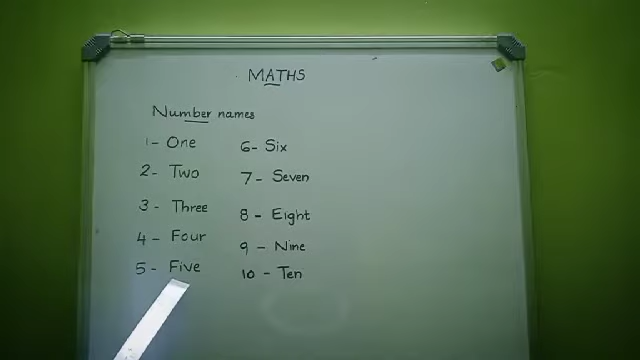 MATHS
Number names
1- One
2- Two
3- Three
4- Four
5- Five
6- Six
7- Seven
8- Eight
9- Nine
10- Ten